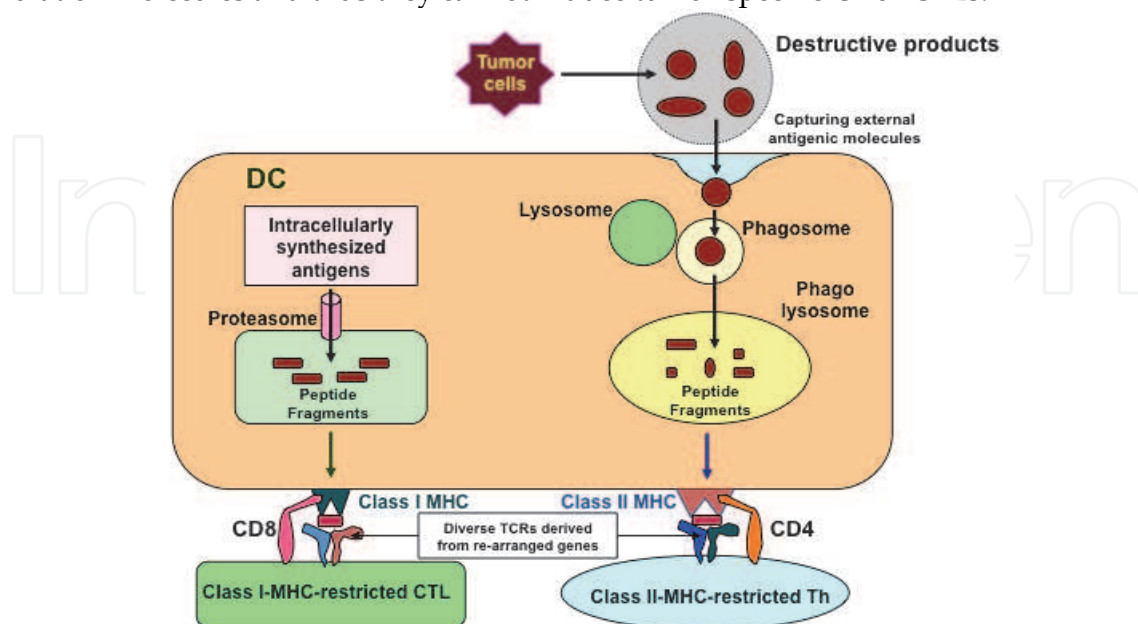 Tumor
cells
Destructive products
Capturing external
antigenic molecules
DC
Intracellularly
synthesized
antigens
Lysosome
Phagosome
Proteasome
Phago
lysosome
Peptide
Fragments
Peptide
Fragments
Class I MHC
Class II MHC
CD8
Diverse TCRs derived
from re-arranged genes
CD4
Class I-MHC-restricted CTL
Class II-MHC-restricted Th